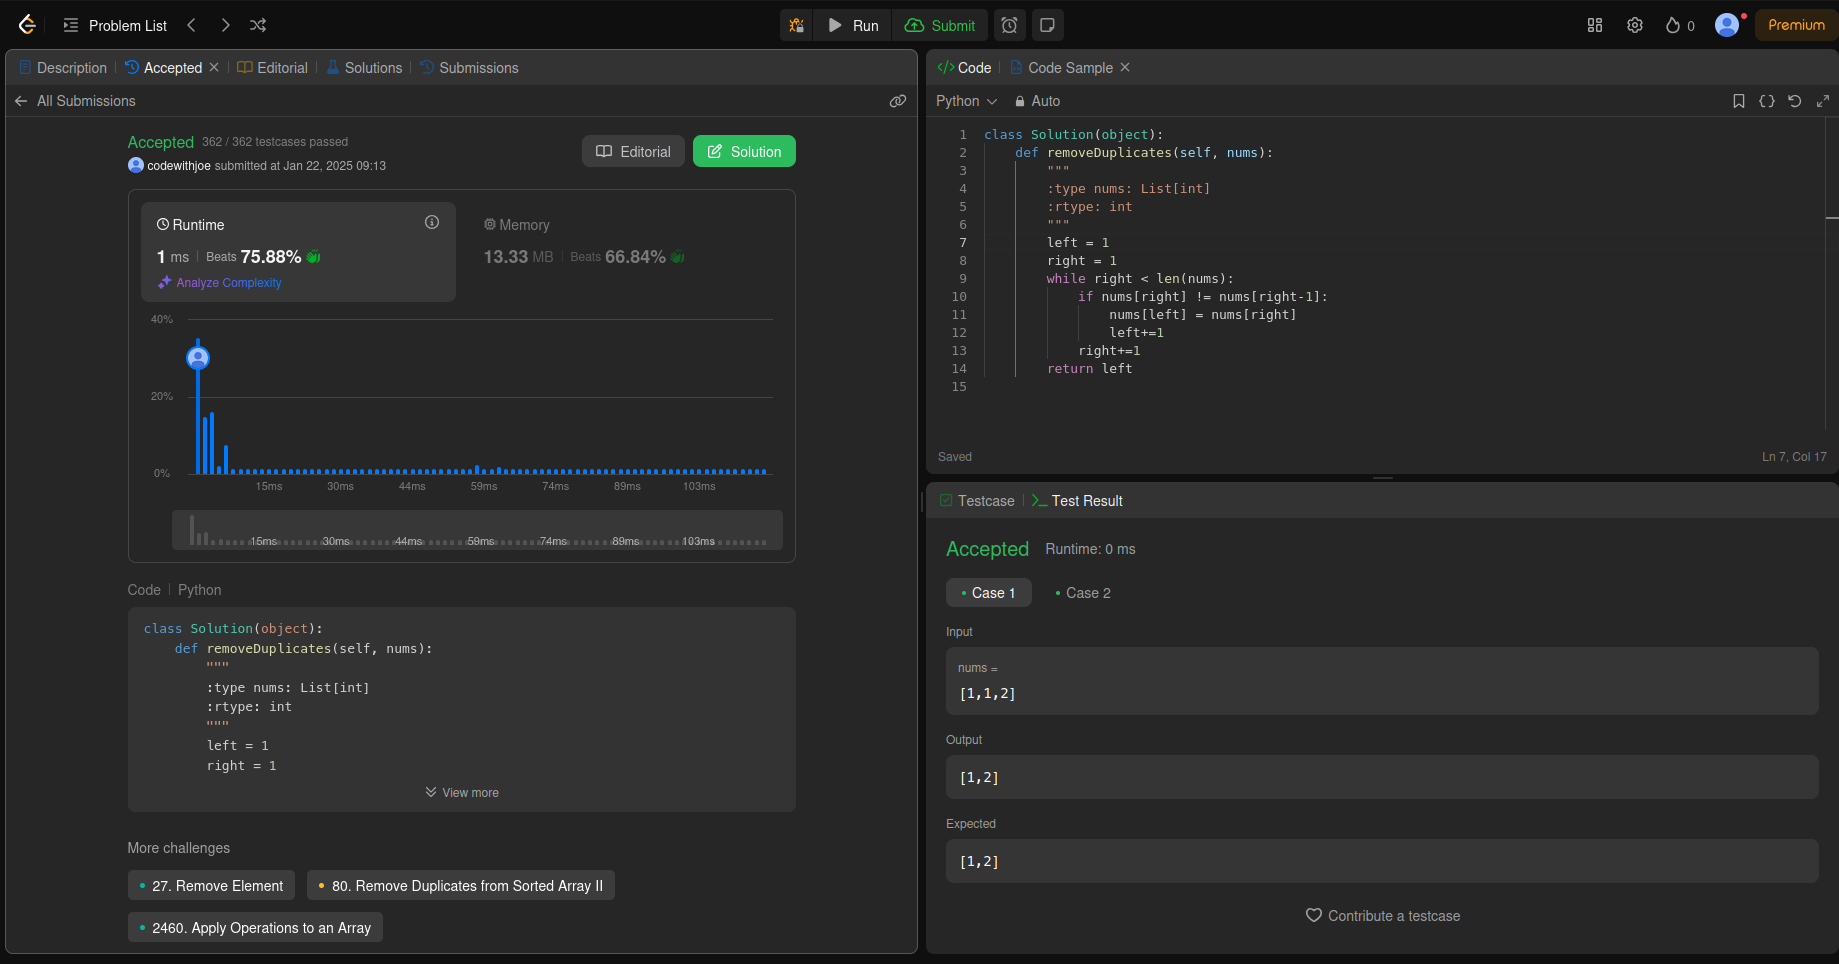 Problem List
Run
Submit
0
Premium
Description
Accepted
Editorial
Solutions
Submissions
All Submissions
Accepted 362 / 362 testcases passed
codewithjoe submitted at Jan 22, 2025 09:13
Editorial
Solution
Runtime
1 ms | Beats 75.88%
Analyze Complexity
Memory
13.33 MB | Beats 66.84%
40%
20%
0%
15ms 30ms 44ms 59ms 74ms 89ms 103ms
15ms 30ms 44ms 59ms 74ms 89ms 103ms
Code | Python
class Solution(object):
    def removeDuplicates(self, nums):
        """
        :type nums: List[int]
        :rtype: int
        """
        left = 1
        right = 1
View more
More challenges
27. Remove Element
80. Remove Duplicates from Sorted Array II
2460. Apply Operations to an Array
</> Code
Code Sample
Python
Auto
1 class Solution(object):
2     def removeDuplicates(self, nums):
3         """
4         :type nums: List[int]
5         :rtype: int
6         """
7         left = 1
8         right = 1
9         while right < len(nums):
10             if nums[right] != nums[right-1]:
11                 nums[left] = nums[right]
12                 left+=1
13             right+=1
14         return left
15
Saved
Ln 7, Col 17
Testcase
Test Result
Accepted Runtime: 0 ms
Case 1
Case 2
Input
nums =
[1,1,2]
Output
[1,2]
Expected
[1,2]
Contribute a testcase